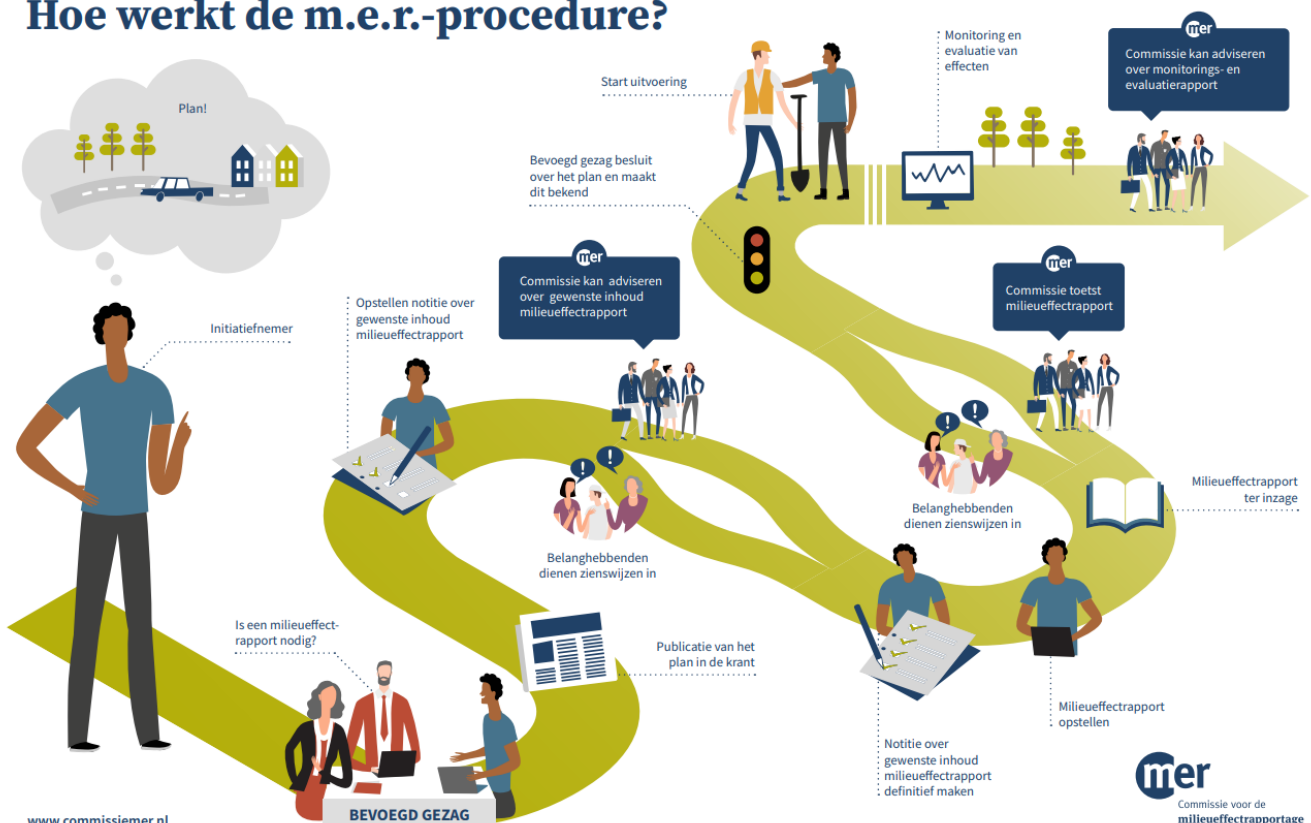 Hoe werkt de m.e.r.-procedure?
Plan!
Initiatiefnemer
Is een milieueffect-
rapport nodig?
BEVOEGD GEZAG
Publicatie van het
plan in de krant
Opstellen notitie over
gewenste inhoud
milieueffectrapport
mer
Commissie kan adviseren
over gewenste inhoud
milieueffectrapport
Belanghebbenden
dienen zienswijzen in
Notitie over
gewenste inhoud
milieueffectrapport
definitief maken
Milieueffectrapport
opstellen
Milieueffectrapport
ter inzage
mer
Commissie toetst
milieueffectrapport
Belanghebbenden
dienen zienswijzen in
Bevoegd gezag besluit
over het plan en maakt
dit bekend
Start uitvoering
Monitoring en
evaluatie van
effecten
mer
Commissie kan adviseren
over monitorings- en
evaluatierapport
www.commissiemer.nl
mer
Commissie voor de
milieueffectrapportage